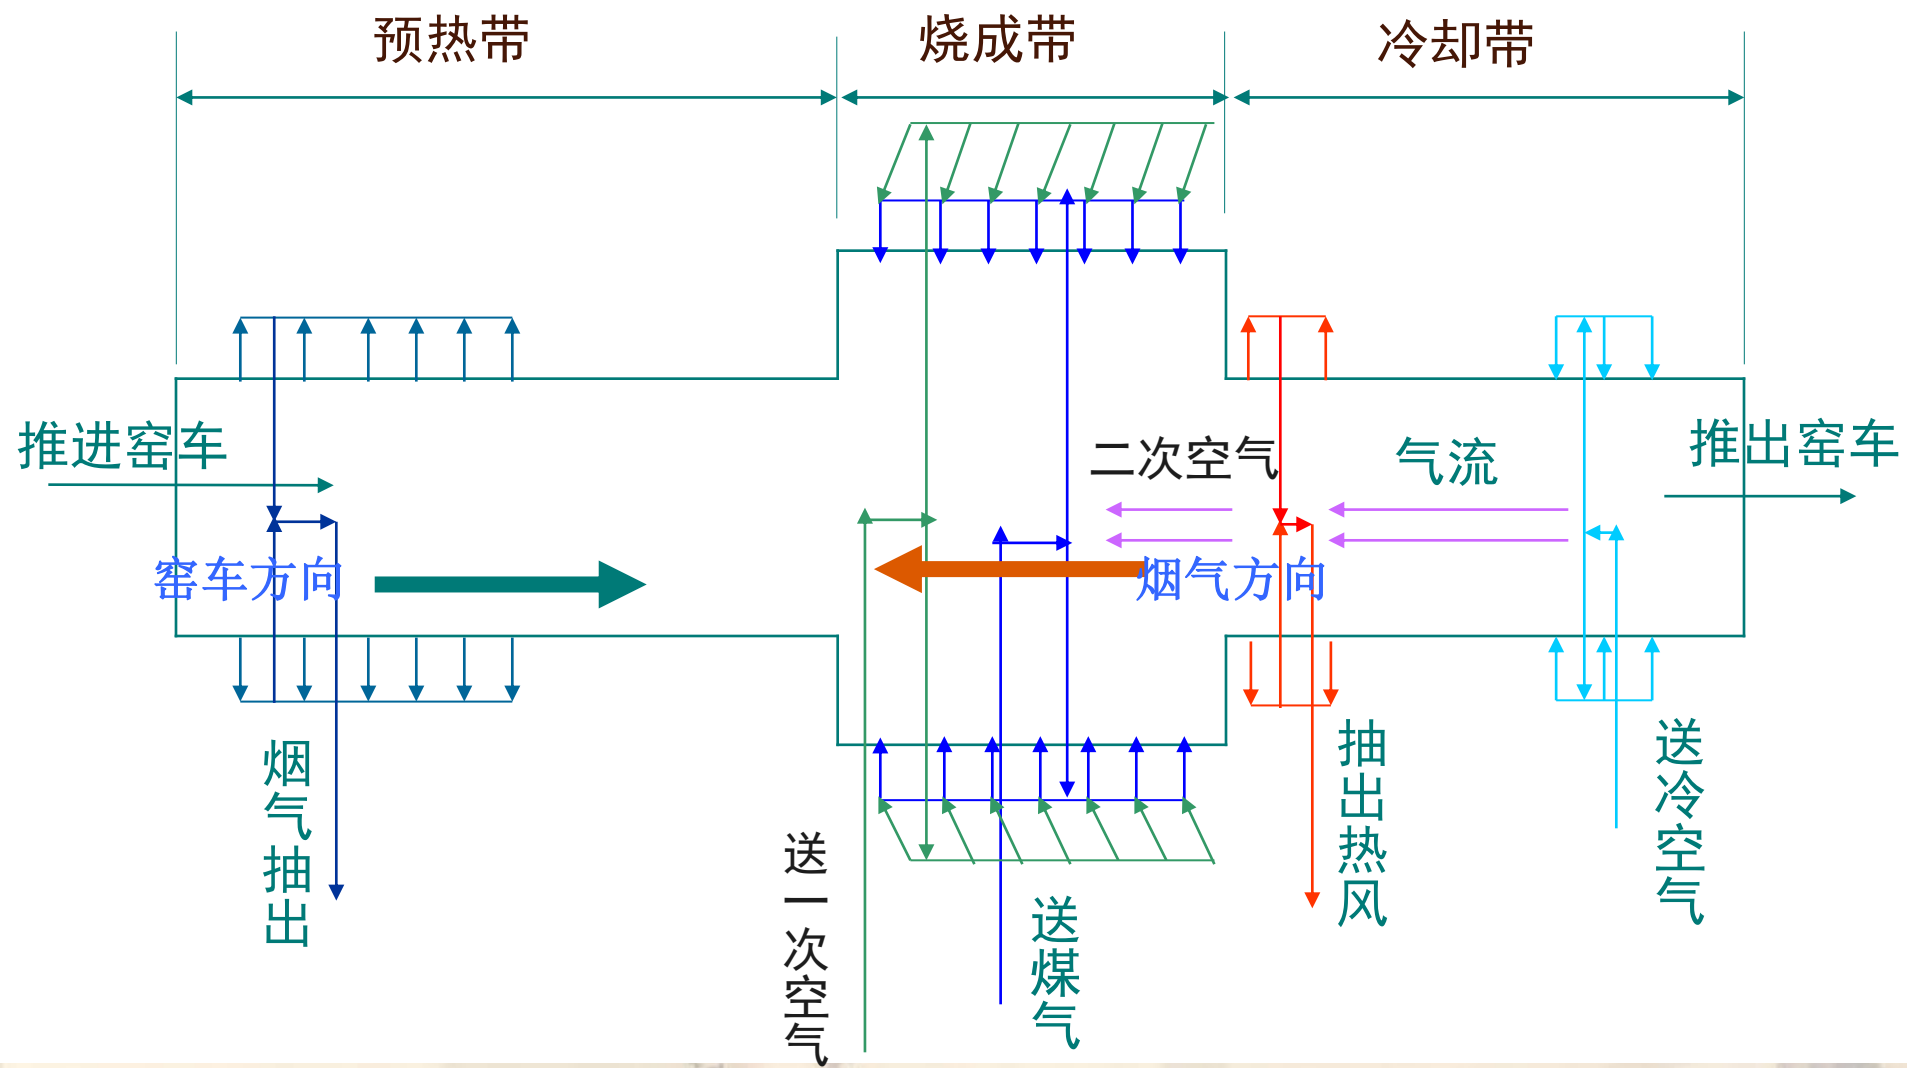 预热带
烧成带
冷却带
推进窑车
二次空气
气流
推出窑车
窑车方向
烟气方向
烟气抽出
送一次空气
送煤气
抽出热风
送冷空气